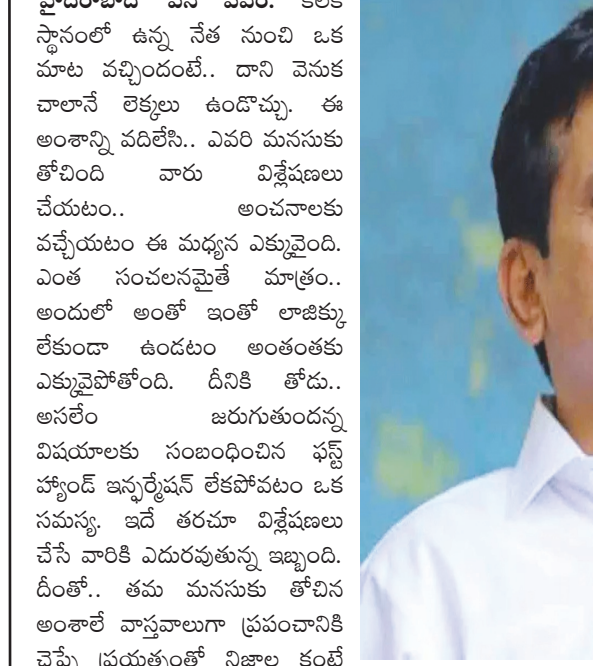 కీలక
స్థానంలో ఉన్న నేత నుంచి ఒక
మాట వచ్చిందంటే.. దాని వెనుక
చాలానే లెక్కలు ఉండొచ్చు. ఈ
అంశాన్ని వదిలేసి.. ఎవరి మనసుకు
తోచింది వారు విశ్లేషణలు
చేయటం.. అంచనాలకు
వచ్చేయటం ఈ మధ్యన ఎక్కువైంది.
ఎంత సంచలనమైతే మాత్రం..
అందులో అంతో ఇంతో లాజిక్కు
లేకుండా ఉండటం అంతంతకు
ఎక్కువైపోతోంది. దీనికి తోడు..
అసలేం జరుగుతుందన్న
విషయాలకు సంబంధించిన ఫస్ట్
హ్యాండ్ ఇన్ఫర్మేషన్ లేకపోవటం ఒక
సమస్య. ఇదే తరచూ విశ్లేషణలు
చేసే వారికి ఎదురవుతున్న ఇబ్బంది.
దీంతో.. తమ మనసుకు తోచిన
అంశాలే వాస్తవాలుగా ప్రపంచానికి
చెప్పే ప్రయత్నంతో నిజాల కంటే